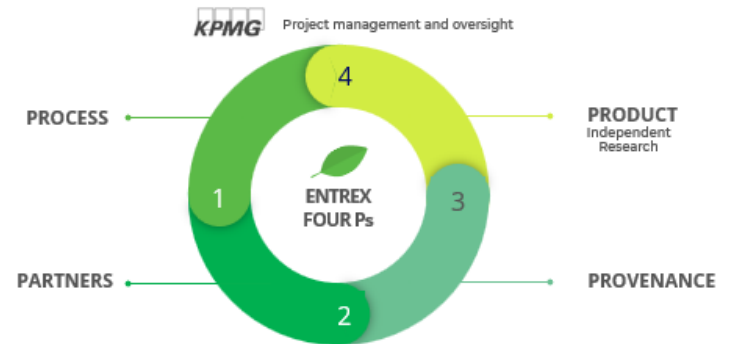 KPMG Project management and oversight
4
PROCESS
PRODUCT
Independent
Research
1
ENTREX
FOUR Ps
3
PARTNERS
PROVENANCE
2